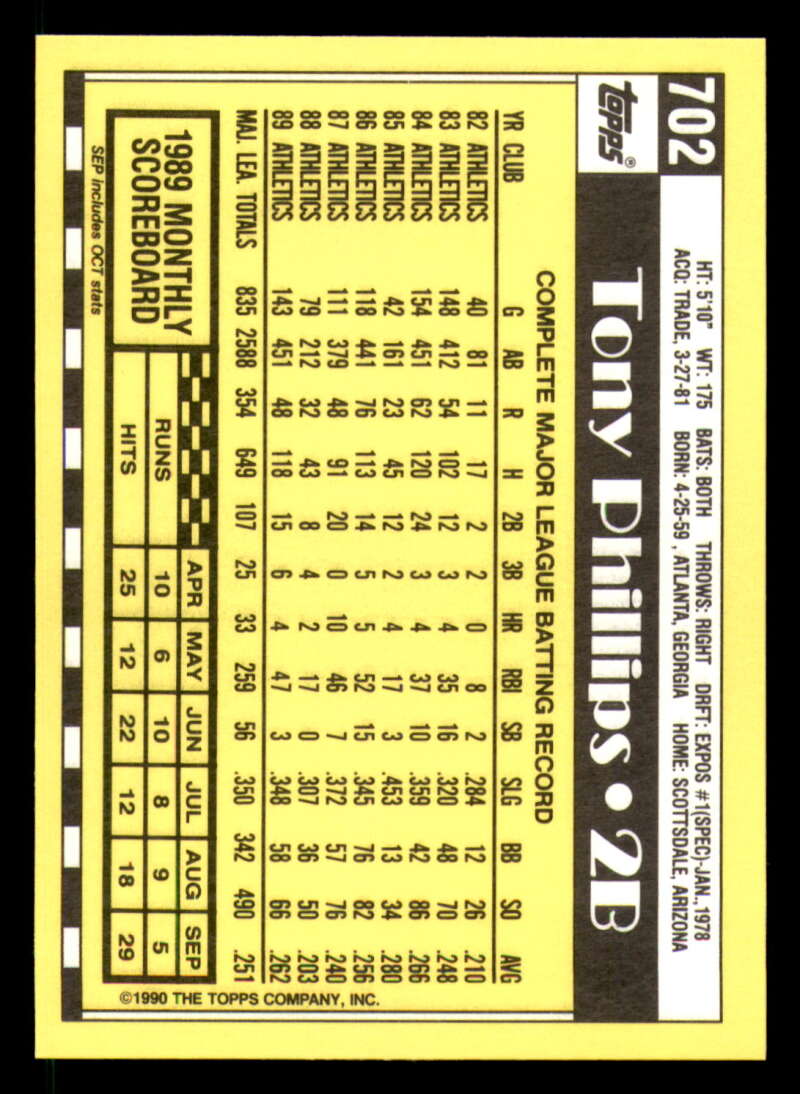 702
topps®
HT: 5'10" WT: 175 BATS: BOTH THROWS: RIGHT DRFT: EXPOS #1(SPEC)-JAN., 1978
ACQ: TRADE, 3-27-81 BORN: 4-25-59, ATLANTA, GEORGIA HOME: SCOTTSDALE, ARIZONA
Tony Phillips • 2B
COMPLETE MAJOR LEAGUE BATTING RECORD
YR CLUB G AB R H 2B 3B HR RBI SB SLG BB SO AVG
82 ATHLETICS 40 81 11 17 2 2 0 8 2 .284 12 26 .210
83 ATHLETICS 148 412 54 102 12 3 4 35 16 .320 48 70 .248
84 ATHLETICS 154 451 62 120 24 3 4 37 10 .359 42 86 .266
85 ATHLETICS 42 161 23 45 12 2 4 17 3 .453 13 34 .280
86 ATHLETICS 118 441 76 113 14 5 5 52 15 .345 76 82 .256
87 ATHLETICS 111 379 48 91 20 0 10 46 7 .372 57 76 .240
88 ATHLETICS 79 212 32 43 8 4 2 17 0 .307 36 50 .203
89 ATHLETICS 143 451 48 118 15 6 4 47 3 .348 58 66 .262
MAJ. LEA. TOTALS 835 2588 354 649 107 25 33 259 56 .350 342 490 .251
1989 MONTHLY
SCOREBOARD
APR MAY JUN JUL AUG SEP
RUNS 10 6 10 8 9 5
HITS 25 12 22 12 18 29
SEP includes OCT stats
©1990 THE TOPPS COMPANY, INC.